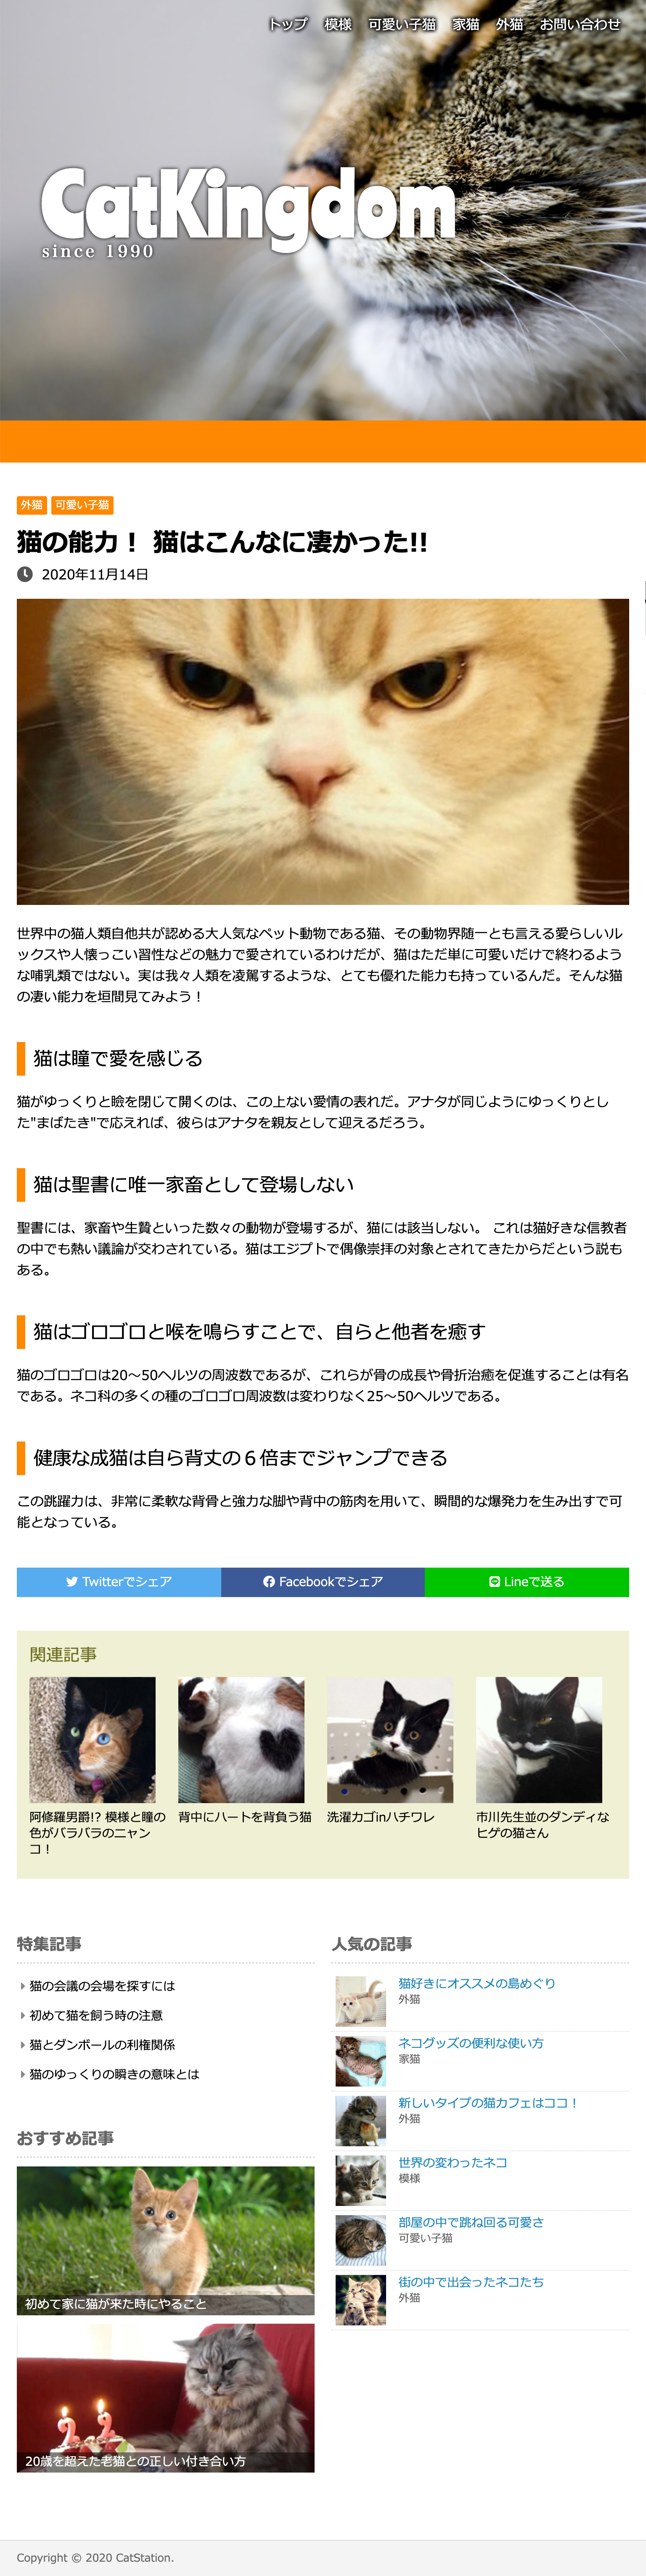 トップ 模様 可愛い子猫 家猫 外猫 お問い合わせ
CatKingdom
since 1990
外猫 可愛い子猫
猫の能力！ 猫はこんなに凄かった!!
2020年11月14日
世界中の猫人類自他共が認める大人気なペット動物である猫、その動物界随一とも言える愛らしいル
ックスや人懐っこい習性などの魅力で愛されているわけだが、猫はただ単に可愛いだけで終わるよう
な哺乳類ではない。実は我々人類を凌駕するような、とても優れた能力も持っているんだ。そんな猫
の凄い能力を垣間見てみよう！
猫は瞳で愛を感じる
猫がゆっくりと瞼を閉じて開くのは、この上ない愛情の表れだ。アナタが同じようにゆっくりとし
た"まばたき"で応えれば、彼らはアナタを親友として迎えるだろう。
猫は聖書に唯一家畜として登場しない
聖書には、家畜や生贄といった数々の動物が登場するが、猫には該当しない。 これは猫好きな信教者
の中でも熱い議論が交わされている。猫はエジプトで偶像崇拝の対象とされてきたからだという説も
ある。
猫はゴロゴロと喉を鳴らすことで、自らと他者を癒す
猫のゴロゴロは20〜50ヘルツの周波数であるが、これらが骨の成長や骨折治癒を促進することは有名
である。ネコ科の多くの種のゴロゴロ周波数は変わりなく25〜50ヘルツである。
健康な成猫は自ら背丈の６倍までジャンプできる
この跳躍力は、非常に柔軟な背骨と強力な脚や背中の筋肉を用いて、瞬間的な爆発力を生み出すで可
能となっている。
Twitterでシェア Facebookでシェア Lineで送る
関連記事
阿修羅男爵!? 模様と瞳の
色がバラバラのニャン
コ！
背中にハートを背負う猫
洗濯カゴinハチワレ
市川先生並のダンディな
ヒゲの猫さん
特集記事
猫の会議の会場を探すには
初めて猫を飼う時の注意
猫とダンボールの利権関係
猫のゆっくりの瞬きの意味とは
おすすめ記事
初めて家に猫が来た時にやること
20歳を超えた老猫との正しい付き合い方
人気の記事
猫好きにオススメの島めぐり
外猫
ネコグッズの便利な使い方
家猫
新しいタイプの猫カフェはココ！
外猫
世界の変わったネコ
模様
部屋の中で跳ね回る可愛さ
可愛い子猫
街の中で出会ったネコたち
外猫
Copyright © 2020 CatStation.